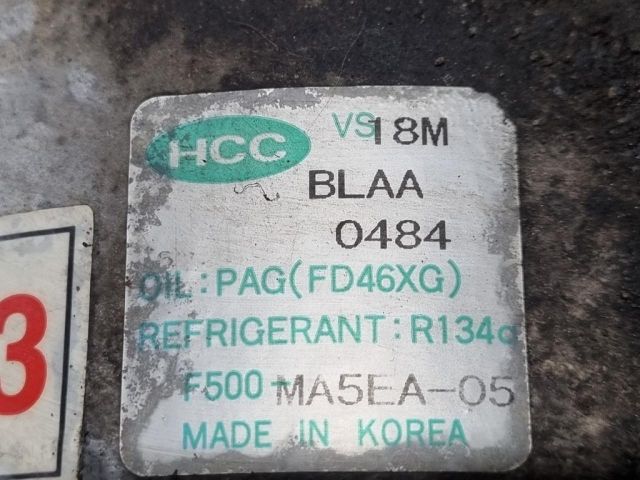 HCC VS18M
BLAA
0484
OIL:PAG(FD46XG)
REFRIGERANT:R134a
3
F500-MA5EA-05
MADE IN KOREA